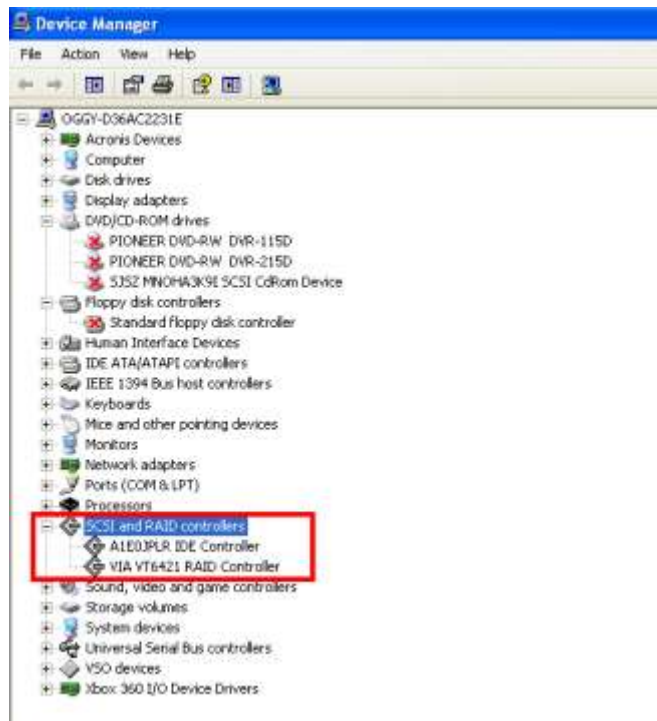 Device Manager
File Action View Help
OGGY-D36AC2231E
Acronis Devices
Computer
Disk drives
Display adapters
DVD/CD-ROM drives
PIONEER DVD-RW DVR-115D
PIONEER DVD-RW DVR-215D
SJSZ MNOHA3K9E SCSI CdRom Device
Floppy disk controllers
Standard floppy disk controller
Human Interface Devices
IDE ATA/ATAPI controllers
IEEE 1394 Bus host controllers
Keyboards
Mice and other pointing devices
Monitors
Network adapters
Ports (COM & LPT)
Processors
SCSI and RAID controllers
A1E0JPLR IDE Controller
VIA VT6421 RAID Controller
Sound, video and game controllers
Storage volumes
System devices
Universal Serial Bus controllers
VSO devices
Xbox 360 I/O Device Drivers